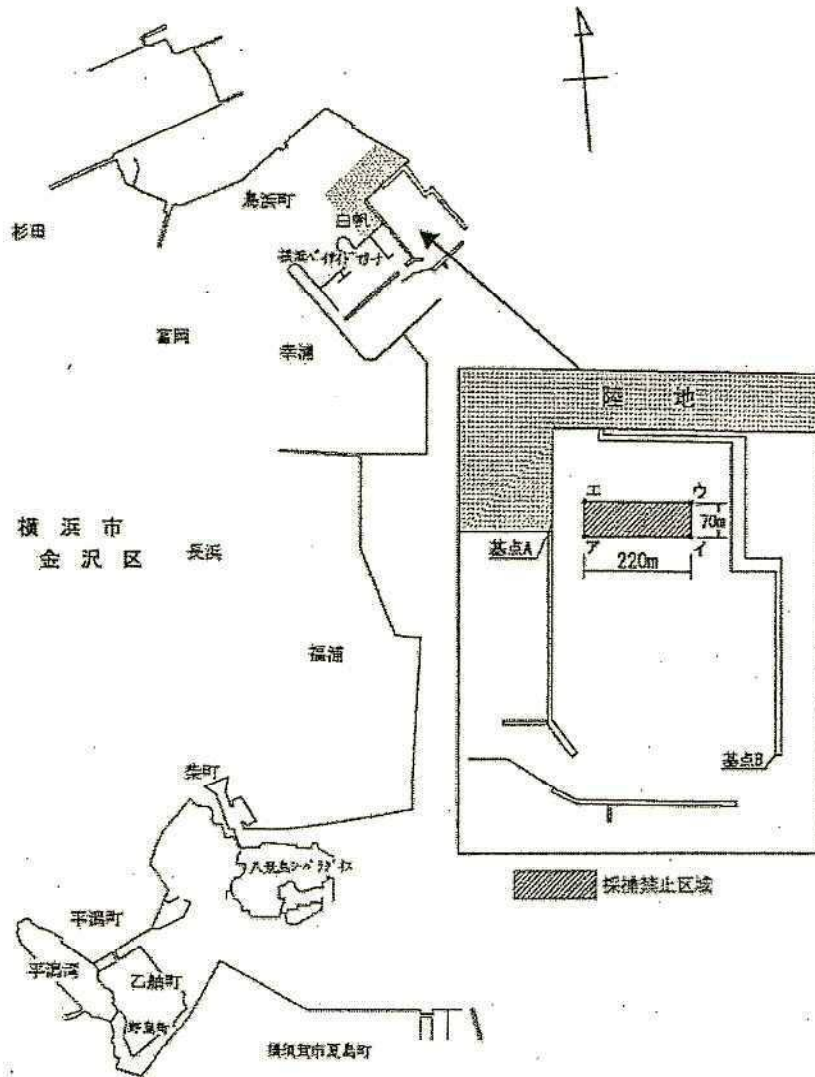 杉田
鳥浜町
白帆
横浜ベイサイドマリーナ
富岡
幸浦
陸 地
エ
ウ
70m
基点A
ア
イ
220m
横 浜 市
金 沢 区
長浜
福浦
基点B
柴町
八景島シーパラダイス
採捕禁止区域
平潟町
平潟湾
乙舳町
野島町
横須賀市夏島町